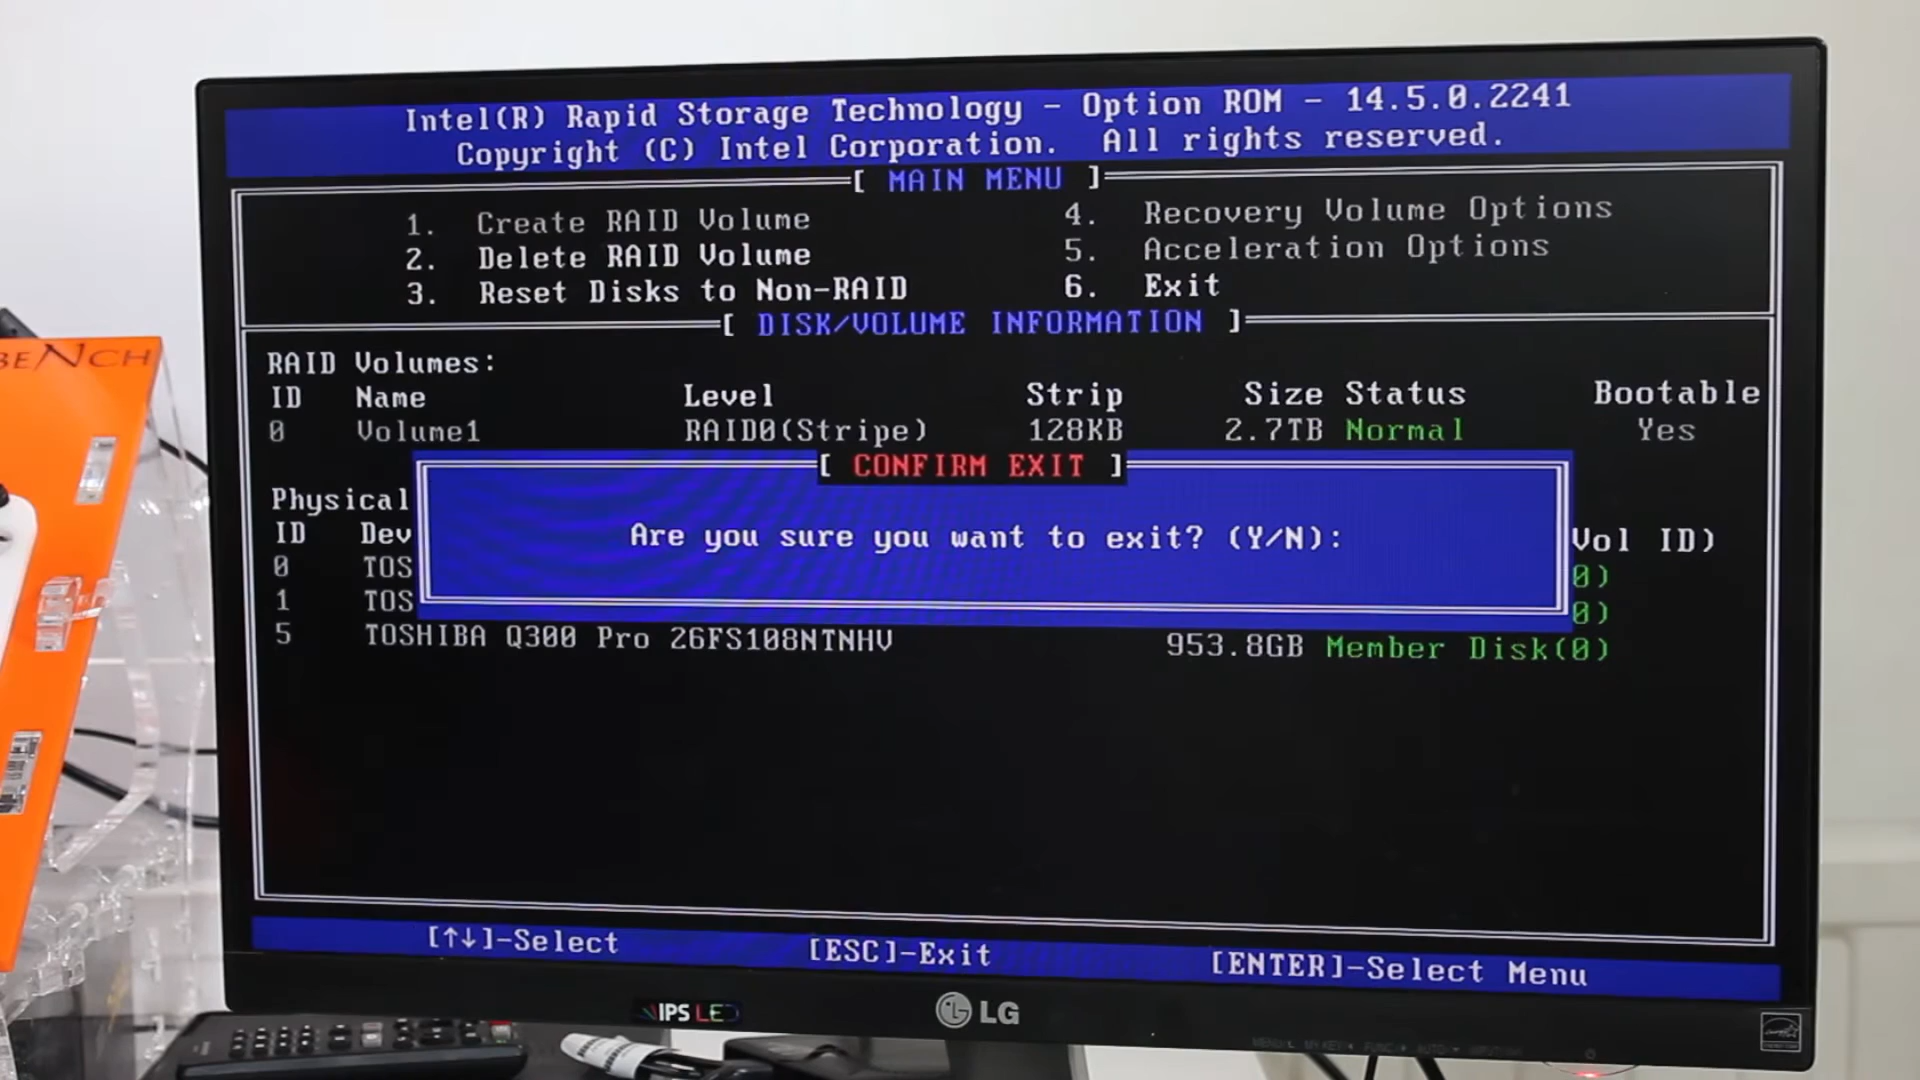 Intel(R) Rapid Storage Technology - Option ROM - 14.5.0.2241
Copyright (C) Intel Corporation. All rights reserved.
[ MAIN MENU ]
1. Create RAID Volume
2. Delete RAID Volume
3. Reset Disks to Non-RAID
4. Recovery Volume Options
5. Acceleration Options
6. Exit
[ DISK/VOLUME INFORMATION ]
RAID Volumes:
ID Name Level Strip Size Status Bootable
0 Volume1 RAID0(Stripe) 128KB 2.7TB Normal Yes
[ CONFIRM EXIT ]
Are you sure you want to exit? (Y/N):
Physical
ID Dev Vol ID)
0 TOS 0)
1 TOS 0)
5 TOSHIBA Q300 Pro 26FS108NTNHV 953.8GB Member Disk(0)
[↑↓]-Select [ESC]-Exit [ENTER]-Select Menu
IPS LED
LG
BENCH